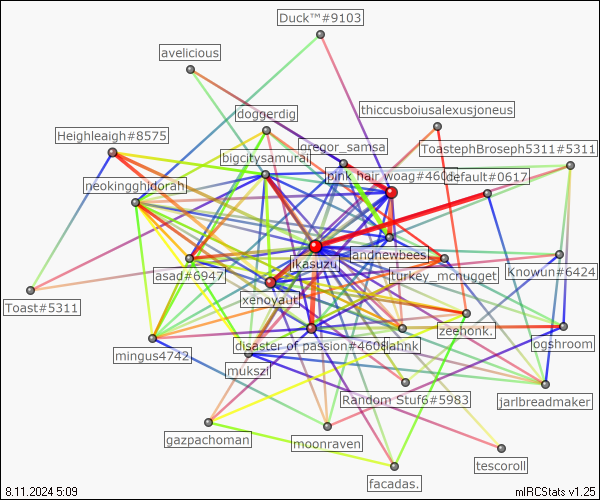 Duck™#9103
avelicious
thiccusboiusalexusjoneus
doggerdig
Heighleaigh#8575
gregor_samsa
ToastephBroseph5311#5311
bigcitysamurai
pink hair woag#460
default#0617
neokingghidorah
andnewbees
ikasuzu
asad#6947
turkey_mcnugget
Knowun#6424
xenoyaut
Toast#5311
zeebonk.
disaster of passion#4608
lahnk
ogshroom
mingus4742
mukszi
Random Stuf6#5983
jarlbreadmaker
gazpachoman
moonraven
tescoroll
facadas.
8.11.2024 5:09
mIRCStats v1.25